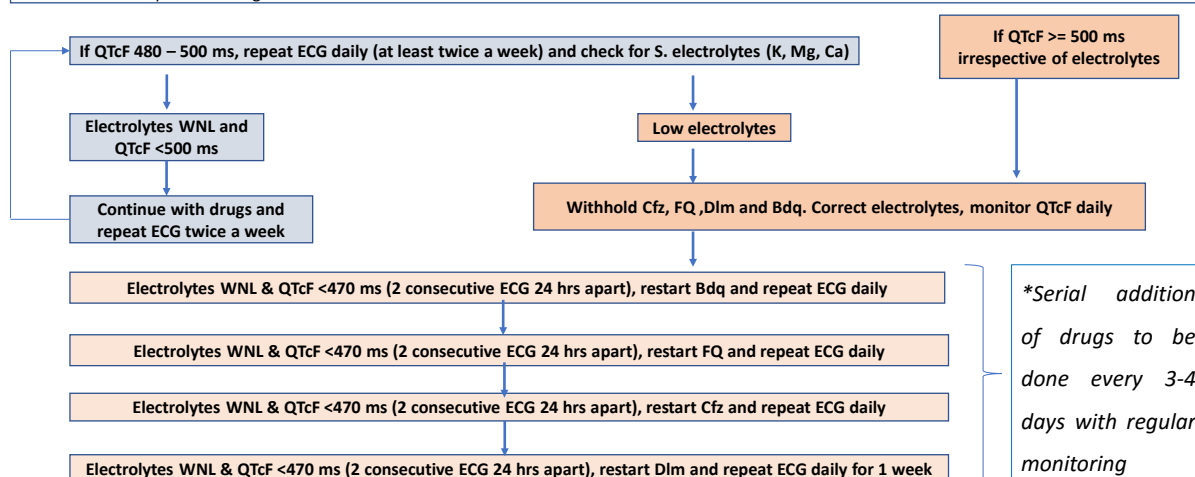 If QTcF 480 – 500 ms, repeat ECG daily (at least twice a week) and check for S. electrolytes (K, Mg, Ca)
If QTcF >= 500 ms
irrespective of electrolytes
Electrolytes WNL and
QTcF <500 ms
Low electrolytes
Continue with drugs and
repeat ECG twice a week
Withhold Cfz, FQ ,Dlm and Bdq. Correct electrolytes, monitor QTcF daily
Electrolytes WNL & QTcF <470 ms (2 consecutive ECG 24 hrs apart), restart Bdq and repeat ECG daily
Electrolytes WNL & QTcF <470 ms (2 consecutive ECG 24 hrs apart), restart FQ and repeat ECG daily
Electrolytes WNL & QTcF <470 ms (2 consecutive ECG 24 hrs apart), restart Cfz and repeat ECG daily
Electrolytes WNL & QTcF <470 ms (2 consecutive ECG 24 hrs apart), restart Dlm and repeat ECG daily for 1 week
*Serial addition
of drugs to be
done every 3-4
days with regular
monitoring